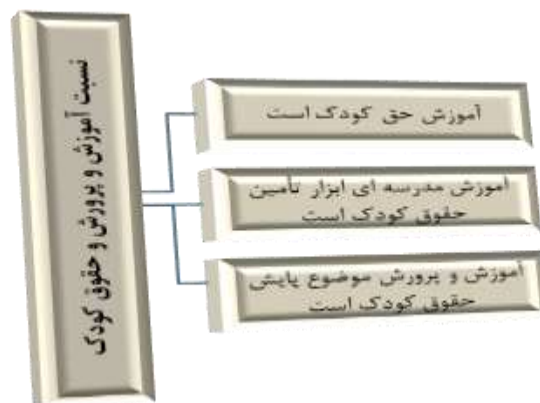 نسبت آموزش و پرورش و حقوق کودک
آموزش حق کودک است
آموزش مدرسه ای ابزار تأمین
حقوق کودک است
آموزش و پرورش موضوع پایش
حقوق کودک است